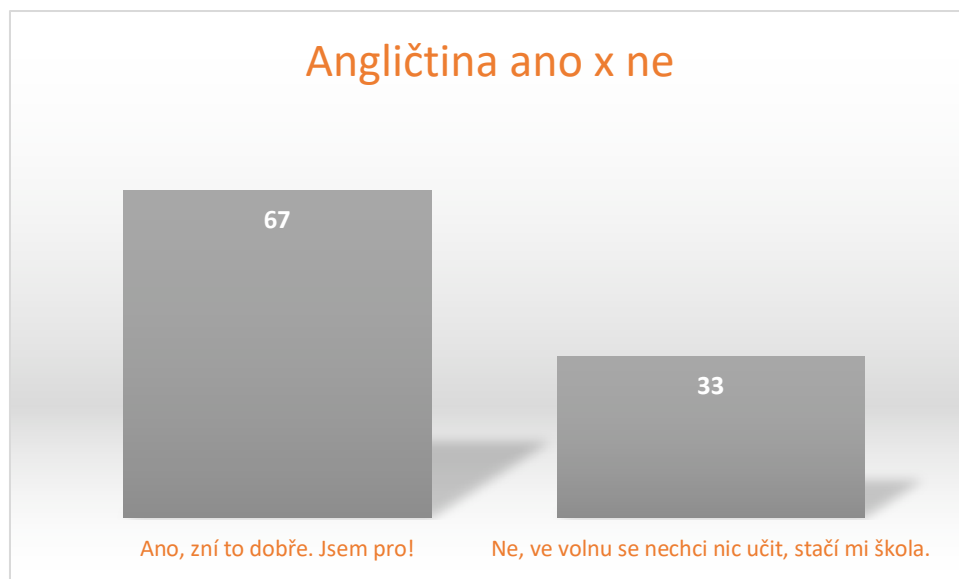 Angličtina ano x ne
67
33
Ano, zní to dobře. Jsem pro!
Ne, ve volnu se nechci nic učit, stačí mi škola.